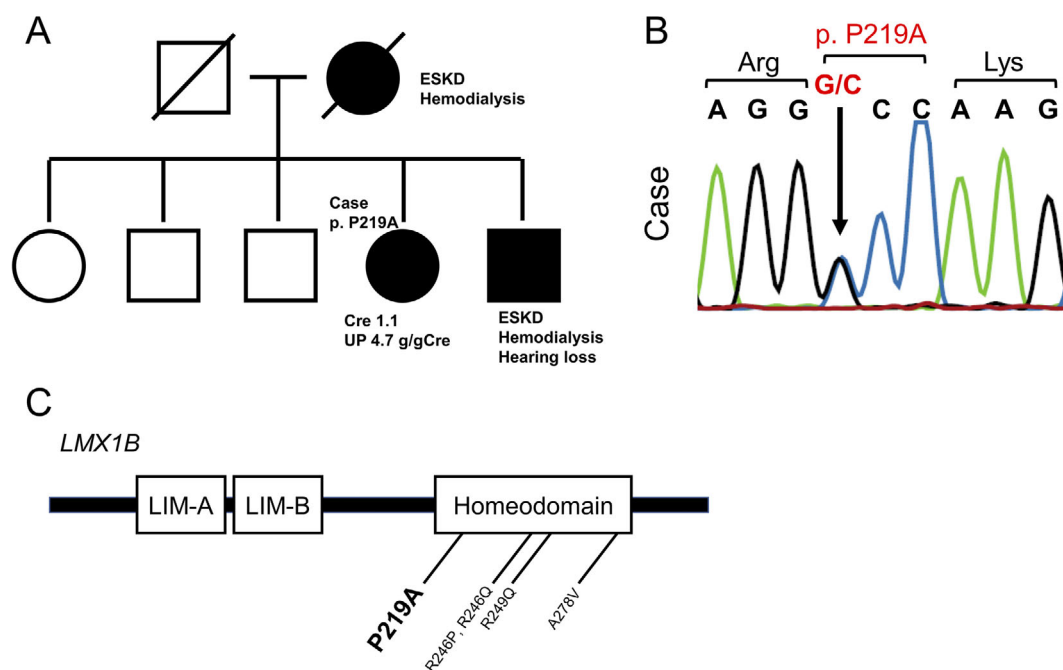 A
ESKD
Hemodialysis
Case
p. P219A
Cre 1.1
UP 4.7 g/gCre
ESKD
Hemodialysis
Hearing loss
B
p. P219A
Arg
Lys
G/C
A G G C C A A G
Case
C
LMX1B
LIM-A
LIM-B
Homeodomain
P219A
R246P, R246Q
R249Q
A278V